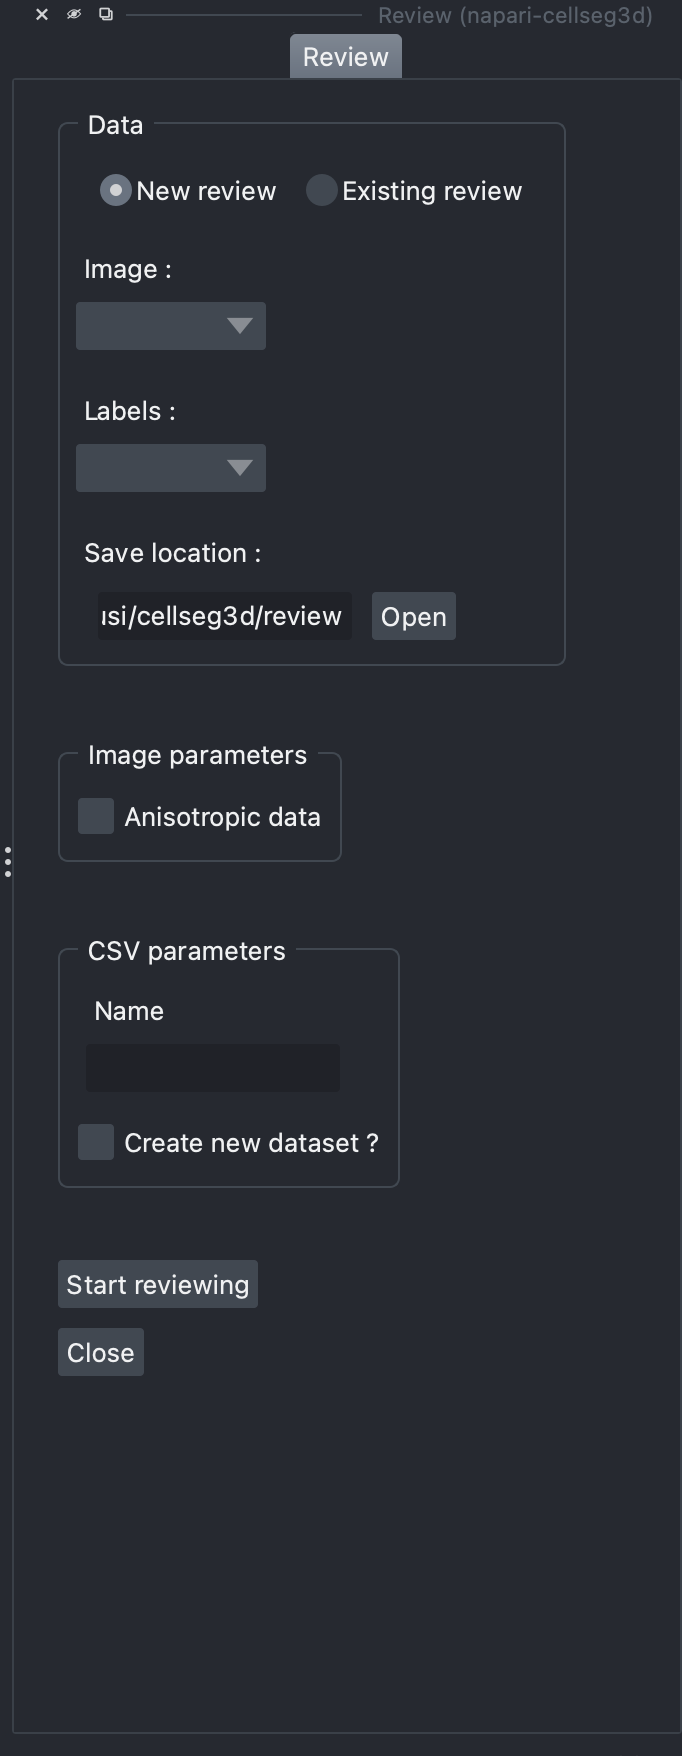 Review (napari-cellseg3d)
Review
Data
New review Existing review
Image :
Labels :
Save location :
usi/cellseg3d/review Open
Image parameters
Anisotropic data
CSV parameters
Name
Create new dataset ?
Start reviewing
Close